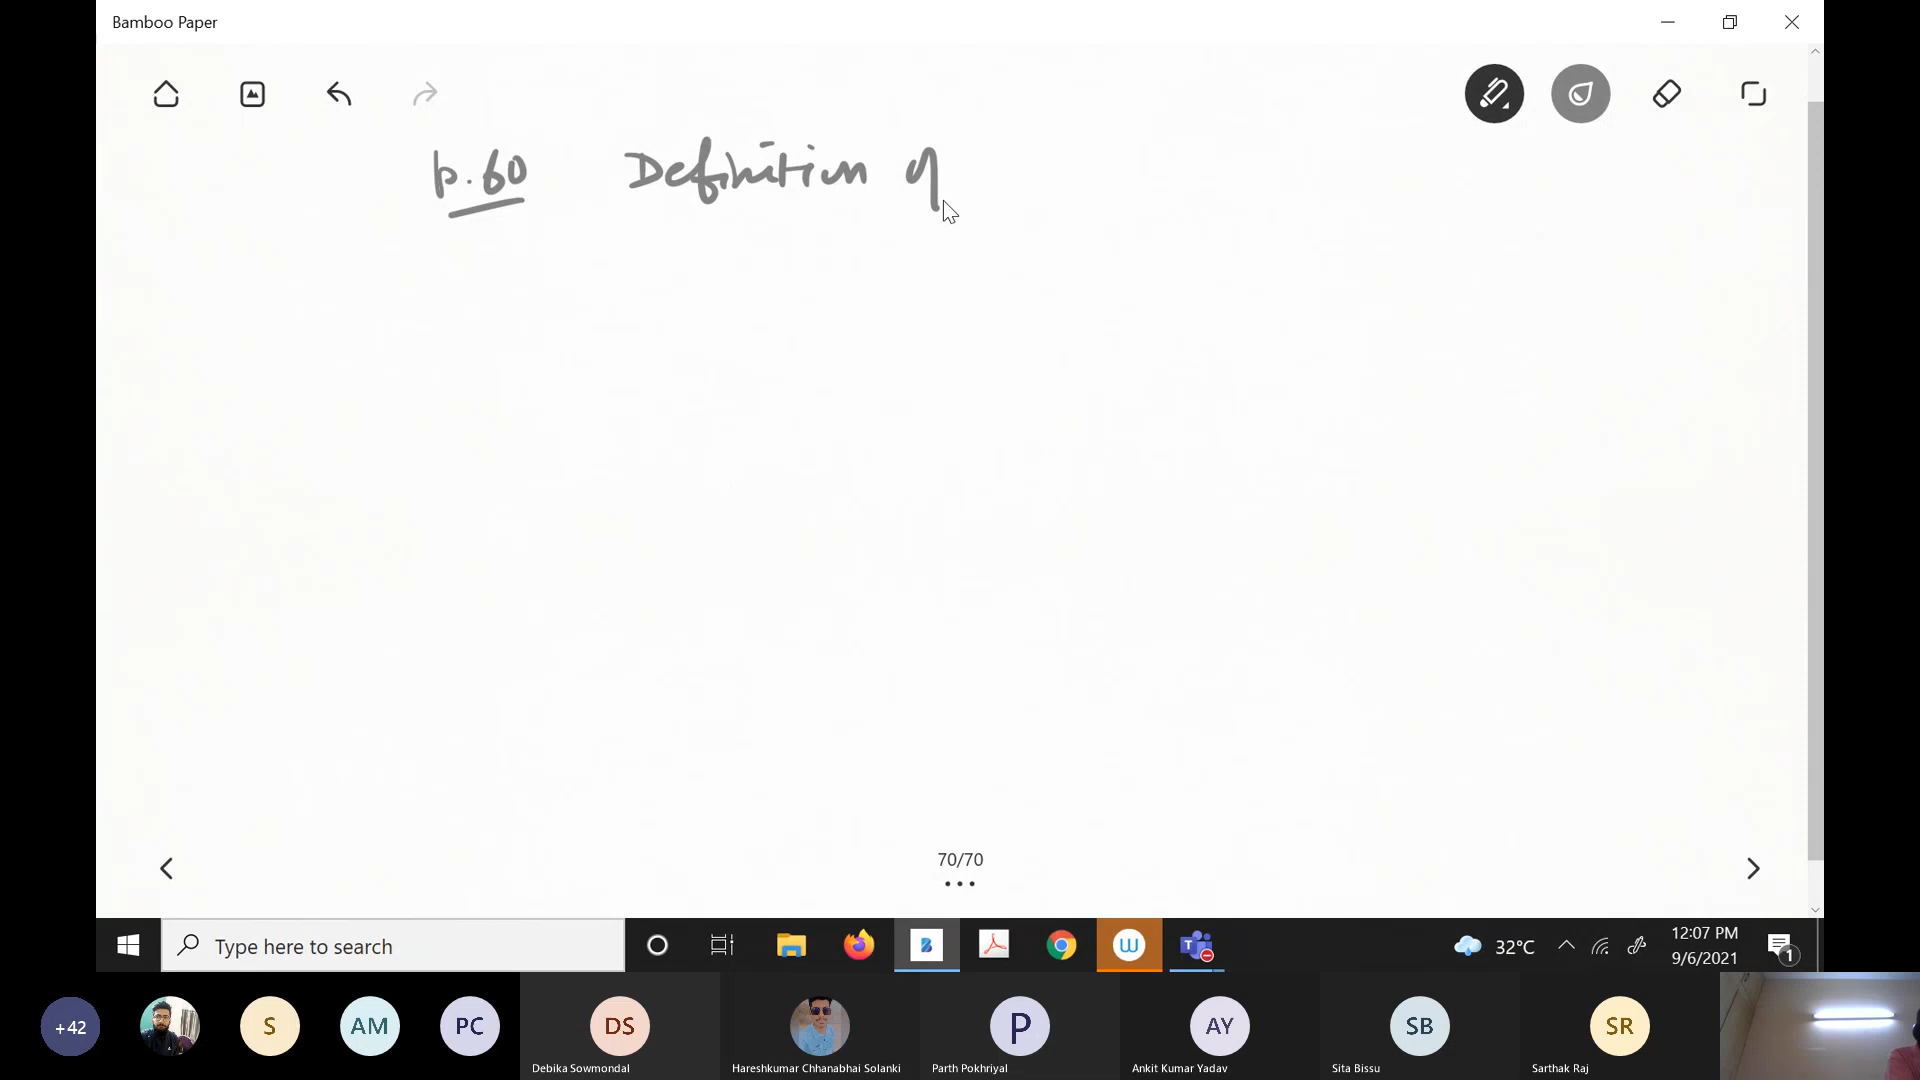 Bamboo Paper
p.60 Definition of
70/70
Type here to search
32°C
12:07 PM
9/6/2021
1
+42
S
AM
PC
DS
P
AY
SB
SR
Debika Sowmondal
Hareshkumar Chhanabhai Solanki
Parth Pokhriyal
Ankit Kumar Yadav
Sita Bissu
Sarthak Raj